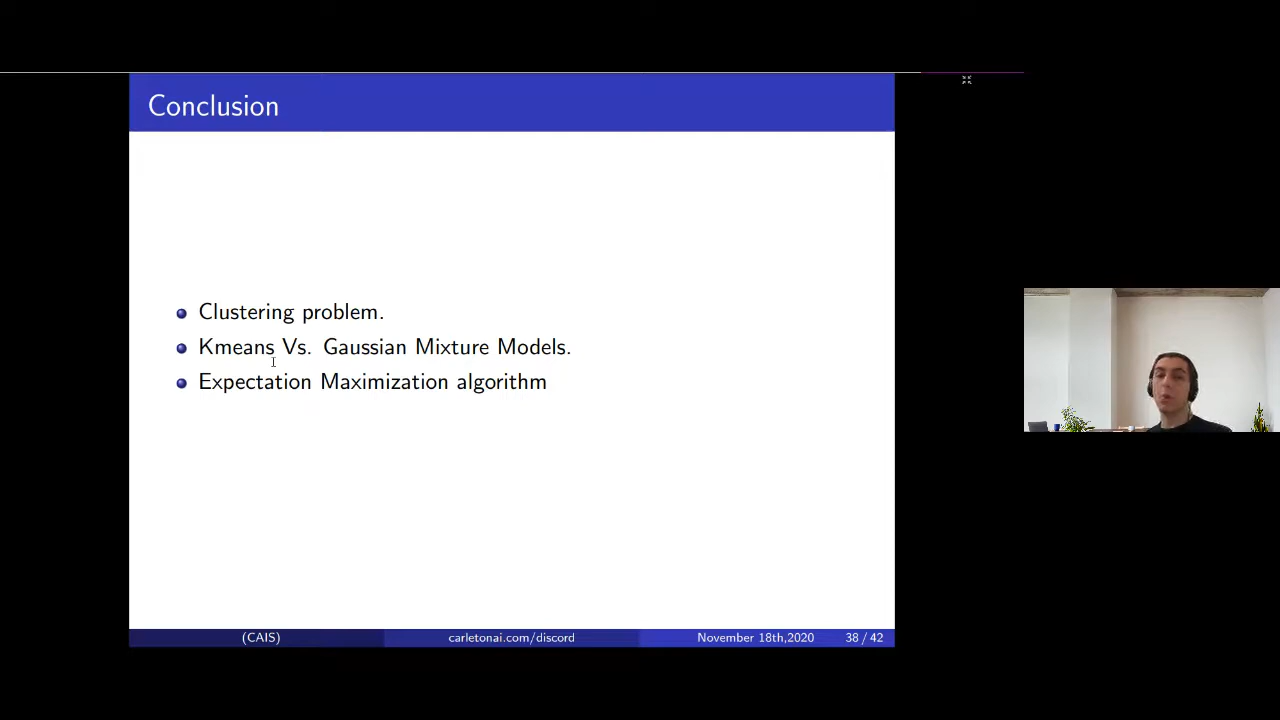 Conclusion
Clustering problem.
Kmeans Vs. Gaussian Mixture Models.
Expectation Maximization algorithm
(CAIS) carletonai.com/discord November 18th,2020 38 / 42